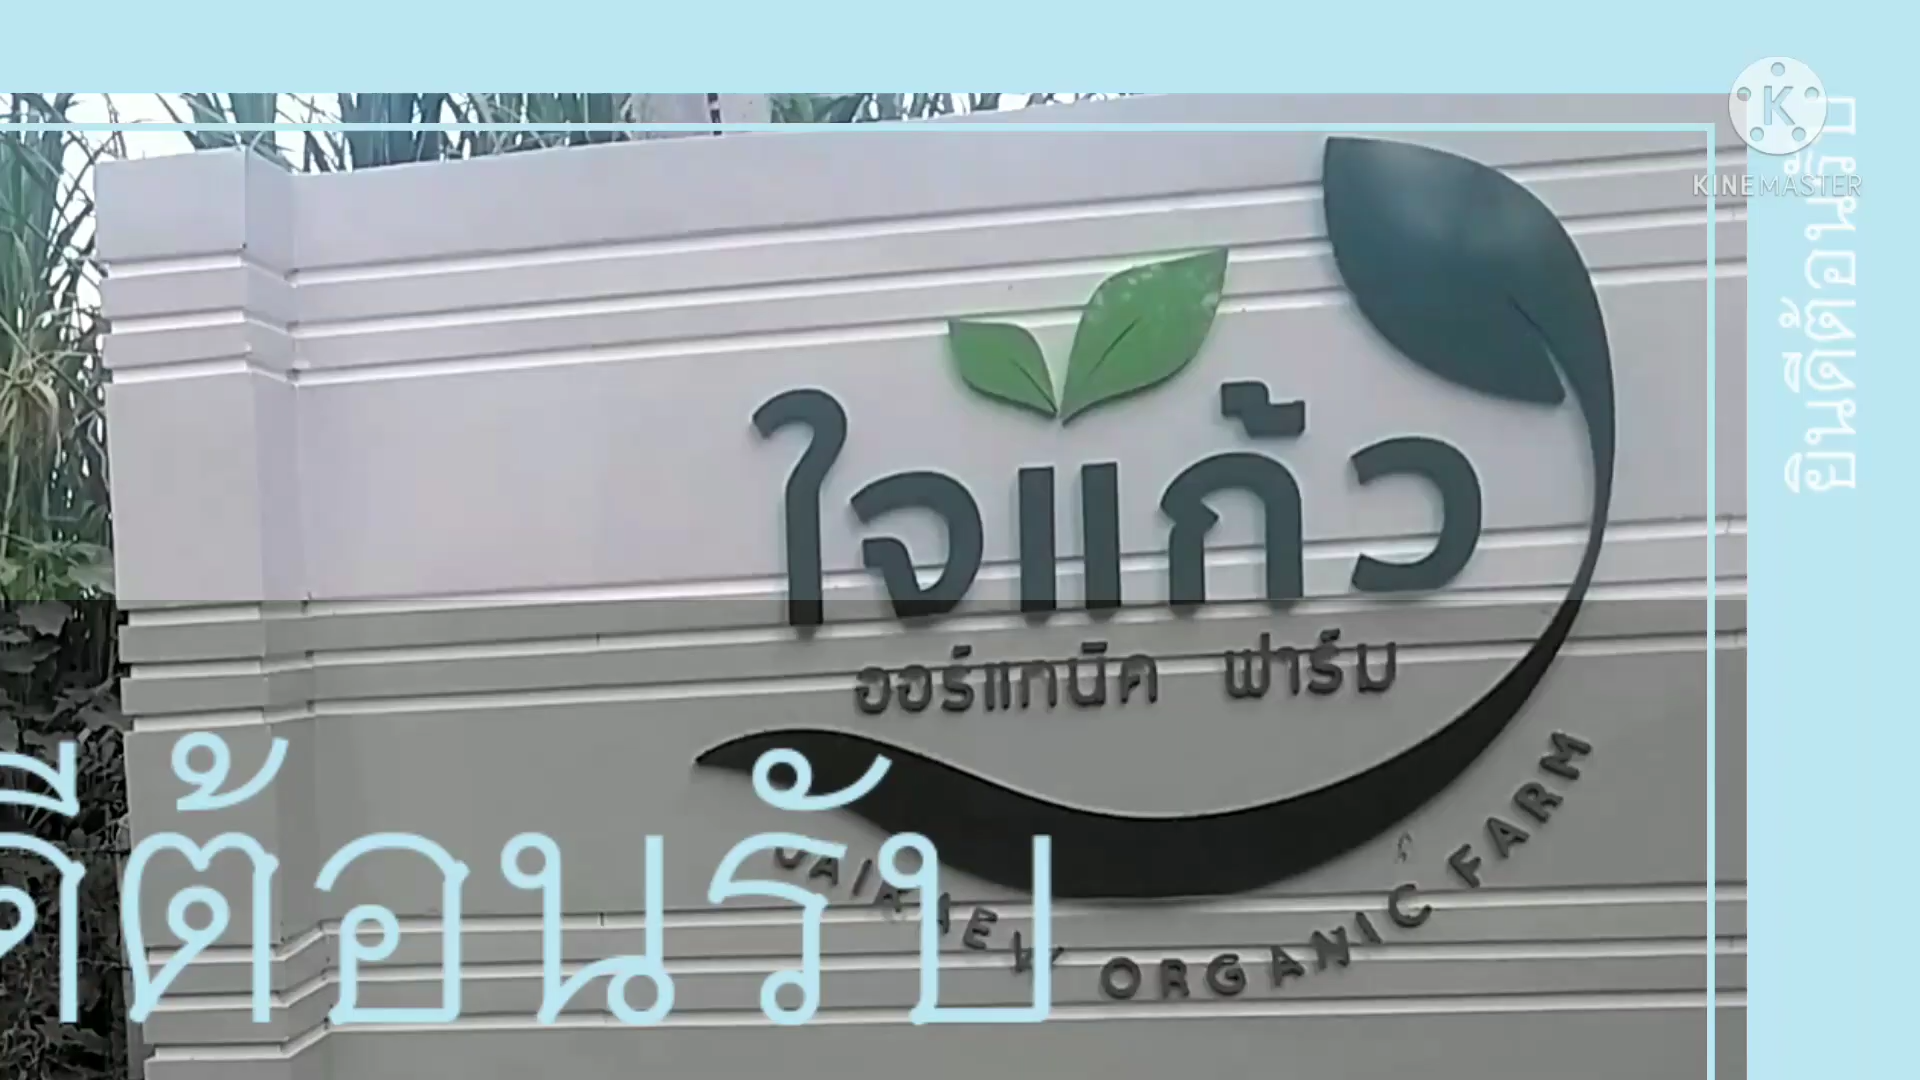 KINEMASTER
ยินดีต้อนรับ
ใจแก้ว
ออร์แกนิค ฟาร์ม
ORGANIC FARM
ดีต้อนรับ